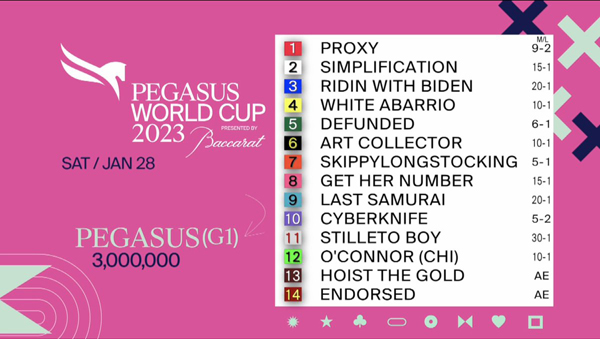 PEGASUS
WORLD CUP
2023 PRESENTED BY
Baccarat
SAT / JAN 28
PEGASUS(G1)
3,000,000
M/L
1 PROXY 9-2
2 SIMPLIFICATION 15-1
3 RIDIN WITH BIDEN 20-1
4 WHITE ABARRIO 10-1
5 DEFUNDED 6-1
6 ART COLLECTOR 10-1
7 SKIPPYLONGSTOCKING 5-1
8 GET HER NUMBER 15-1
9 LAST SAMURAI 20-1
10 CYBERKNIFE 5-2
11 STILLETO BOY 30-1
12 O'CONNOR (CHI) 10-1
13 HOIST THE GOLD AE
14 ENDORSED AE